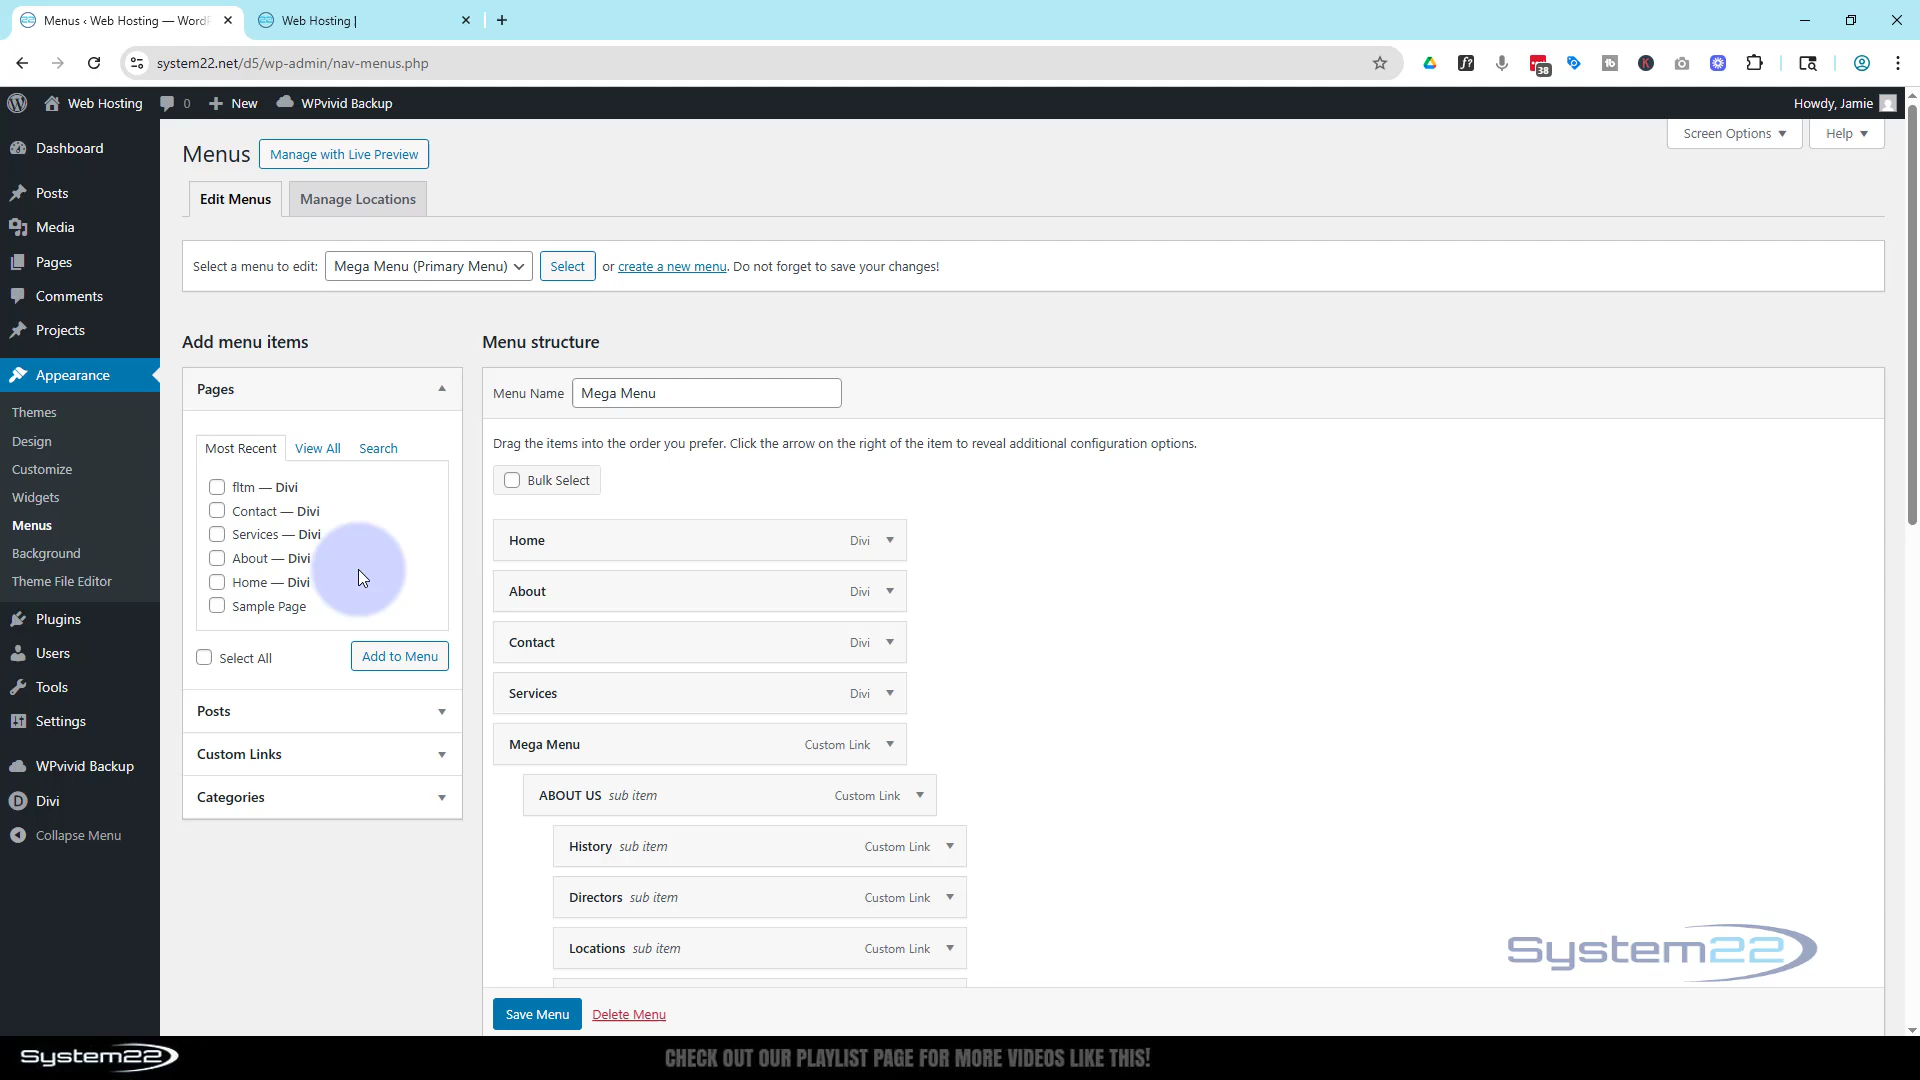 Menus ‹ Web Hosting — WordP
Web Hosting |
system22.net/d5/wp-admin/nav-menus.php
38
Web Hosting
0
New
WPvivid Backup
Howdy, Jamie
Dashboard
Posts
Media
Pages
Comments
Projects
Appearance
Themes
Design
Customize
Widgets
Menus
Background
Theme File Editor
Plugins
Users
Tools
Settings
WPvivid Backup
Divi
Collapse Menu
Menus
Manage with Live Preview
Screen Options
Help
Edit Menus
Manage Locations
Select a menu to edit:
Mega Menu (Primary Menu)
Select
or create a new menu. Do not forget to save your changes!
Add menu items
Pages
Most Recent
View All
Search
fltm — Divi
Contact — Divi
Services — Divi
About — Divi
Home — Divi
Sample Page
Select All
Add to Menu
Posts
Custom Links
Categories
Menu structure
Menu Name
Mega Menu
Drag the items into the order you prefer. Click the arrow on the right of the item to reveal additional configuration options.
Bulk Select
Home Divi
About Divi
Contact Divi
Services Divi
Mega Menu Custom Link
ABOUT US sub item Custom Link
History sub item Custom Link
Directors sub item Custom Link
Locations sub item Custom Link
Save Menu
Delete Menu
System22
System22
CHECK OUT OUR PLAYLIST PAGE FOR MORE VIDEOS LIKE THIS!